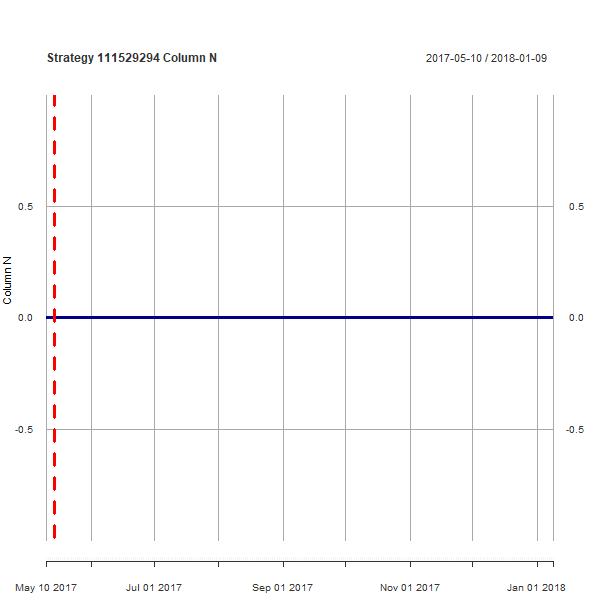 Strategy 111529294 Column N
2017-05-10 / 2018-01-09
0.5
0.5
Column N
0.0
0.0
-0.5
-0.5
May 10 2017
Jul 01 2017
Sep 01 2017
Nov 01 2017
Jan 01 2018